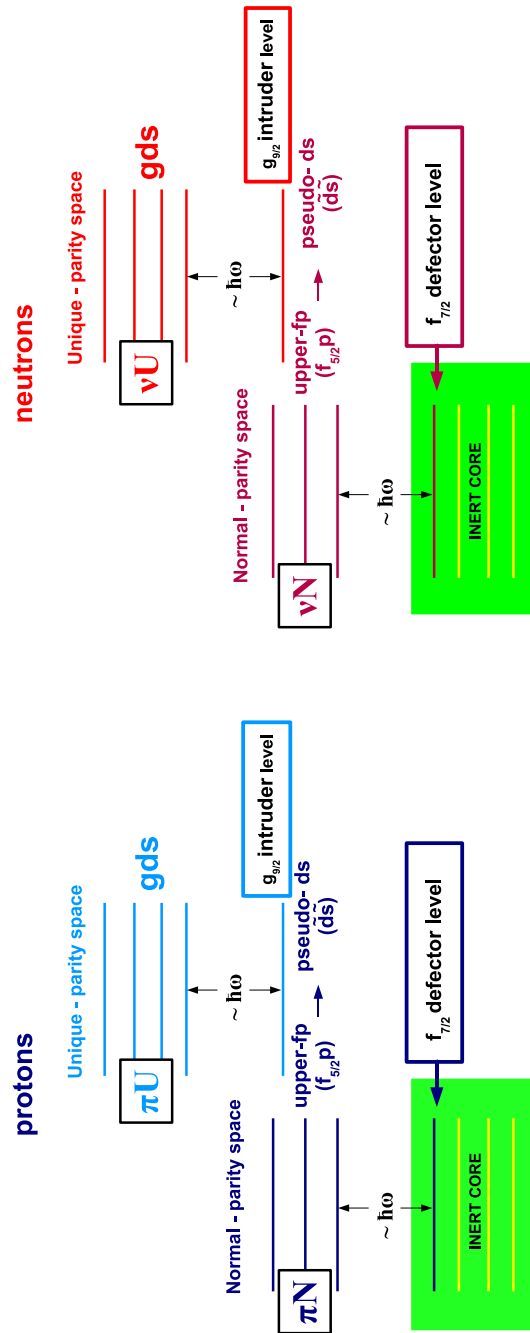 protons
Unique - parity space
πU
gds
~ ħω
g9/2 intruder level
Normal - parity space
πN
upper-fp
(f5/2 p)
pseudo- ds
(d̃s̃)
~ ħω
f7/2 defector level
INERT CORE
neutrons
Unique - parity space
νU
gds
~ ħω
g9/2 intruder level
Normal - parity space
νN
upper-fp
(f5/2 p)
pseudo- ds
(d̃s̃)
~ ħω
f7/2 defector level
INERT CORE